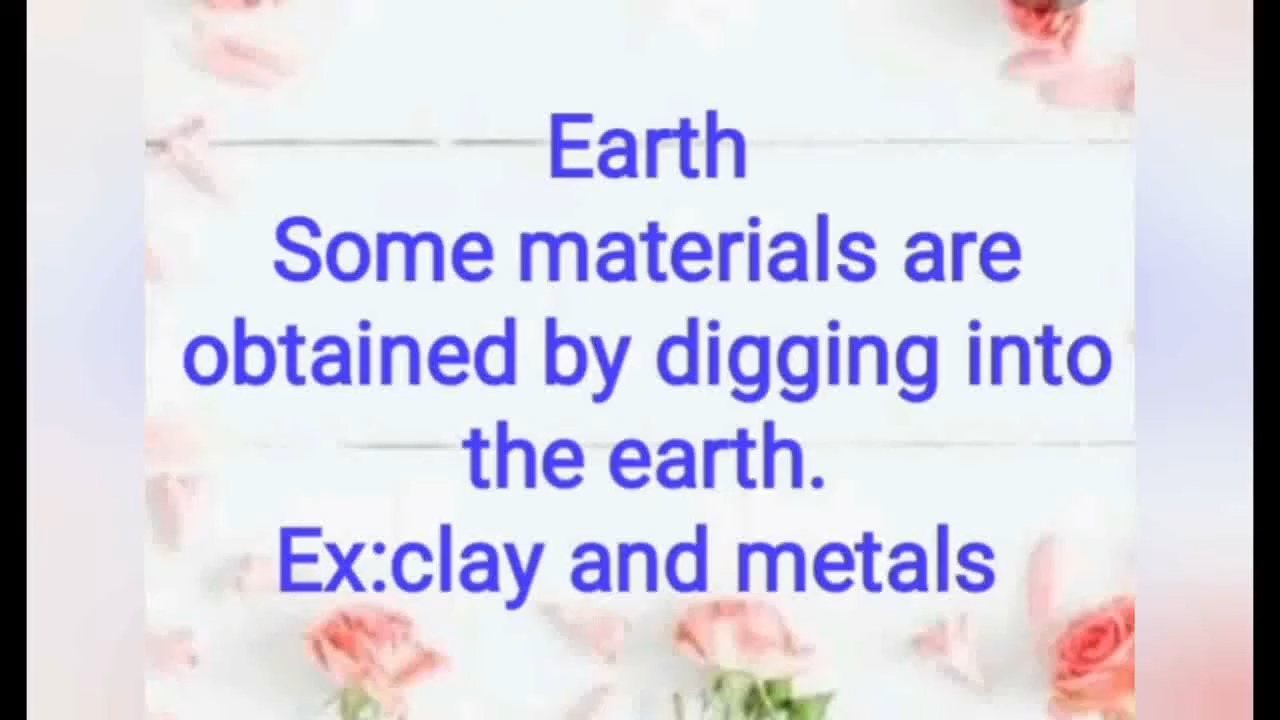 Earth
Some materials are
obtained by digging into
the earth.
Ex:clay and metals